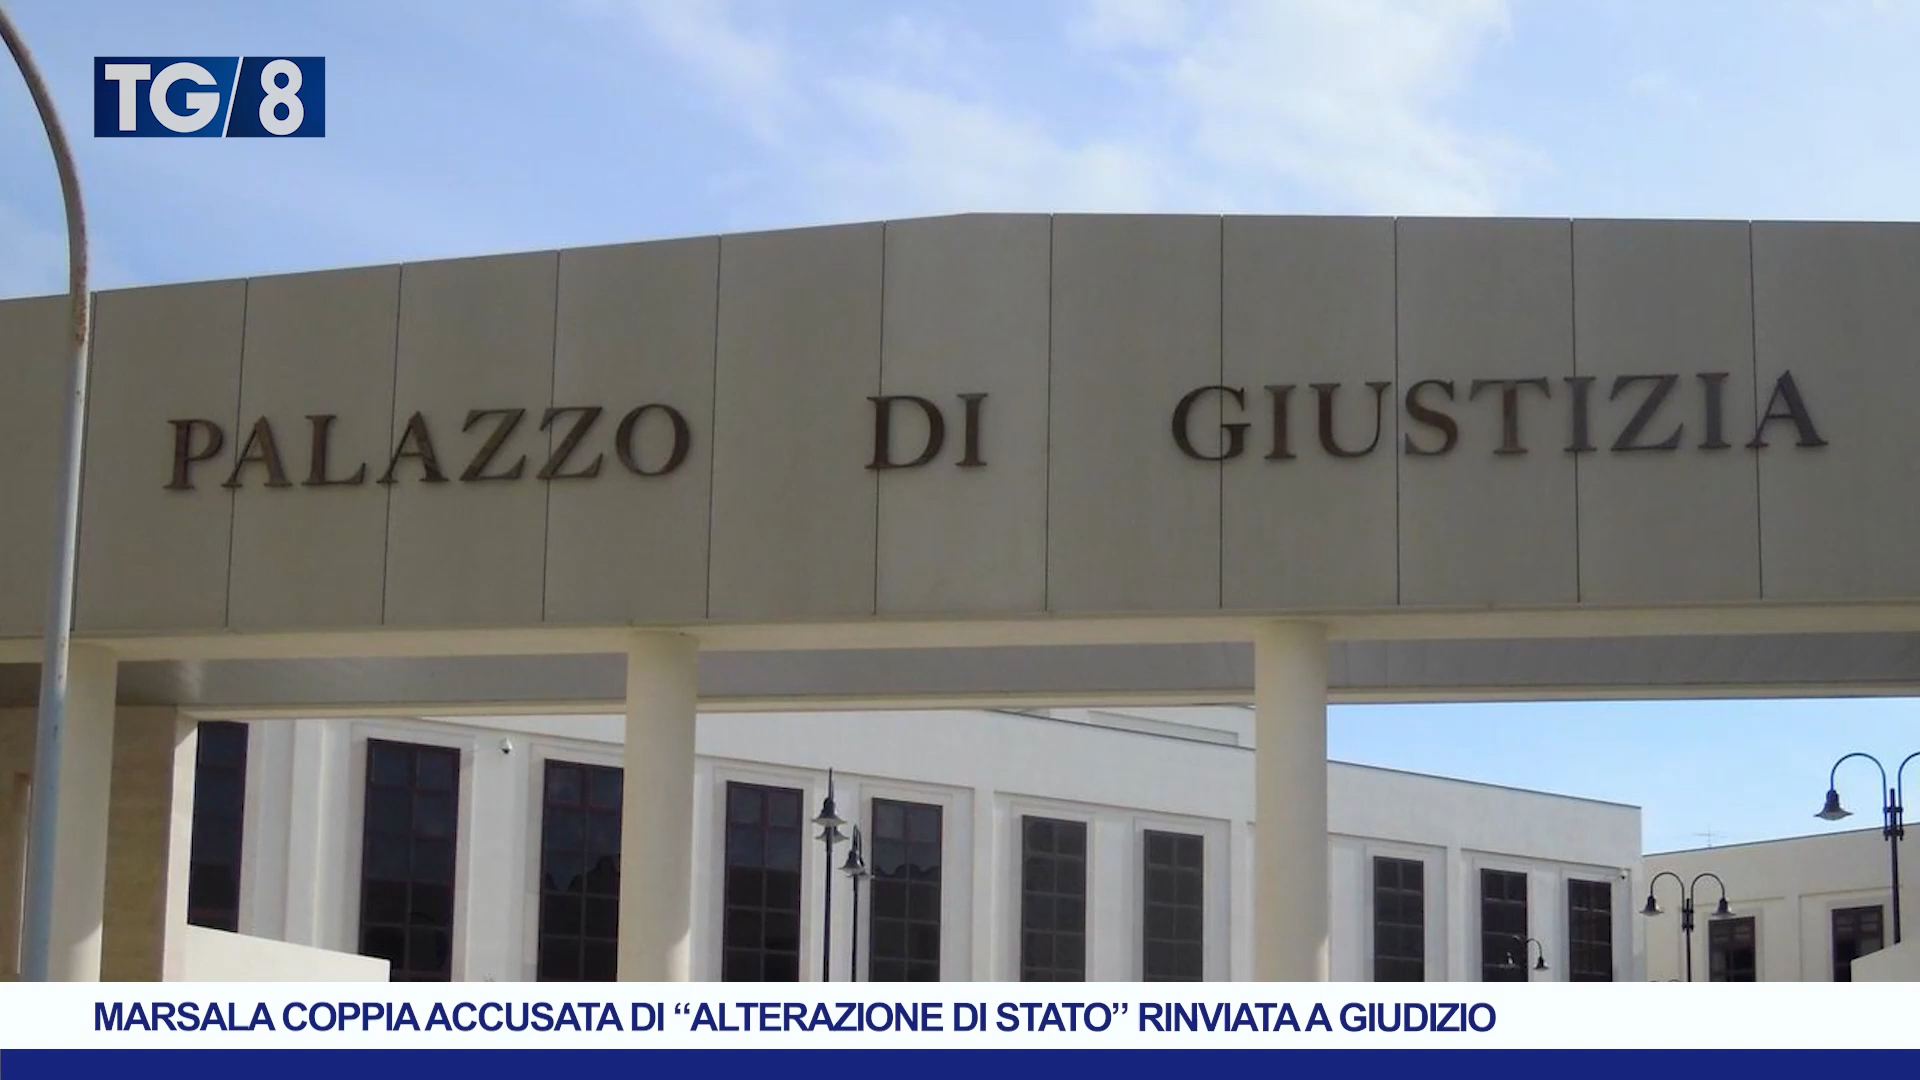 TG/8
PALAZZO DI GIUSTIZIA
MARSALA COPPIA ACCUSATA DI “ALTERAZIONE DI STATO” RINVIATA A GIUDIZIO